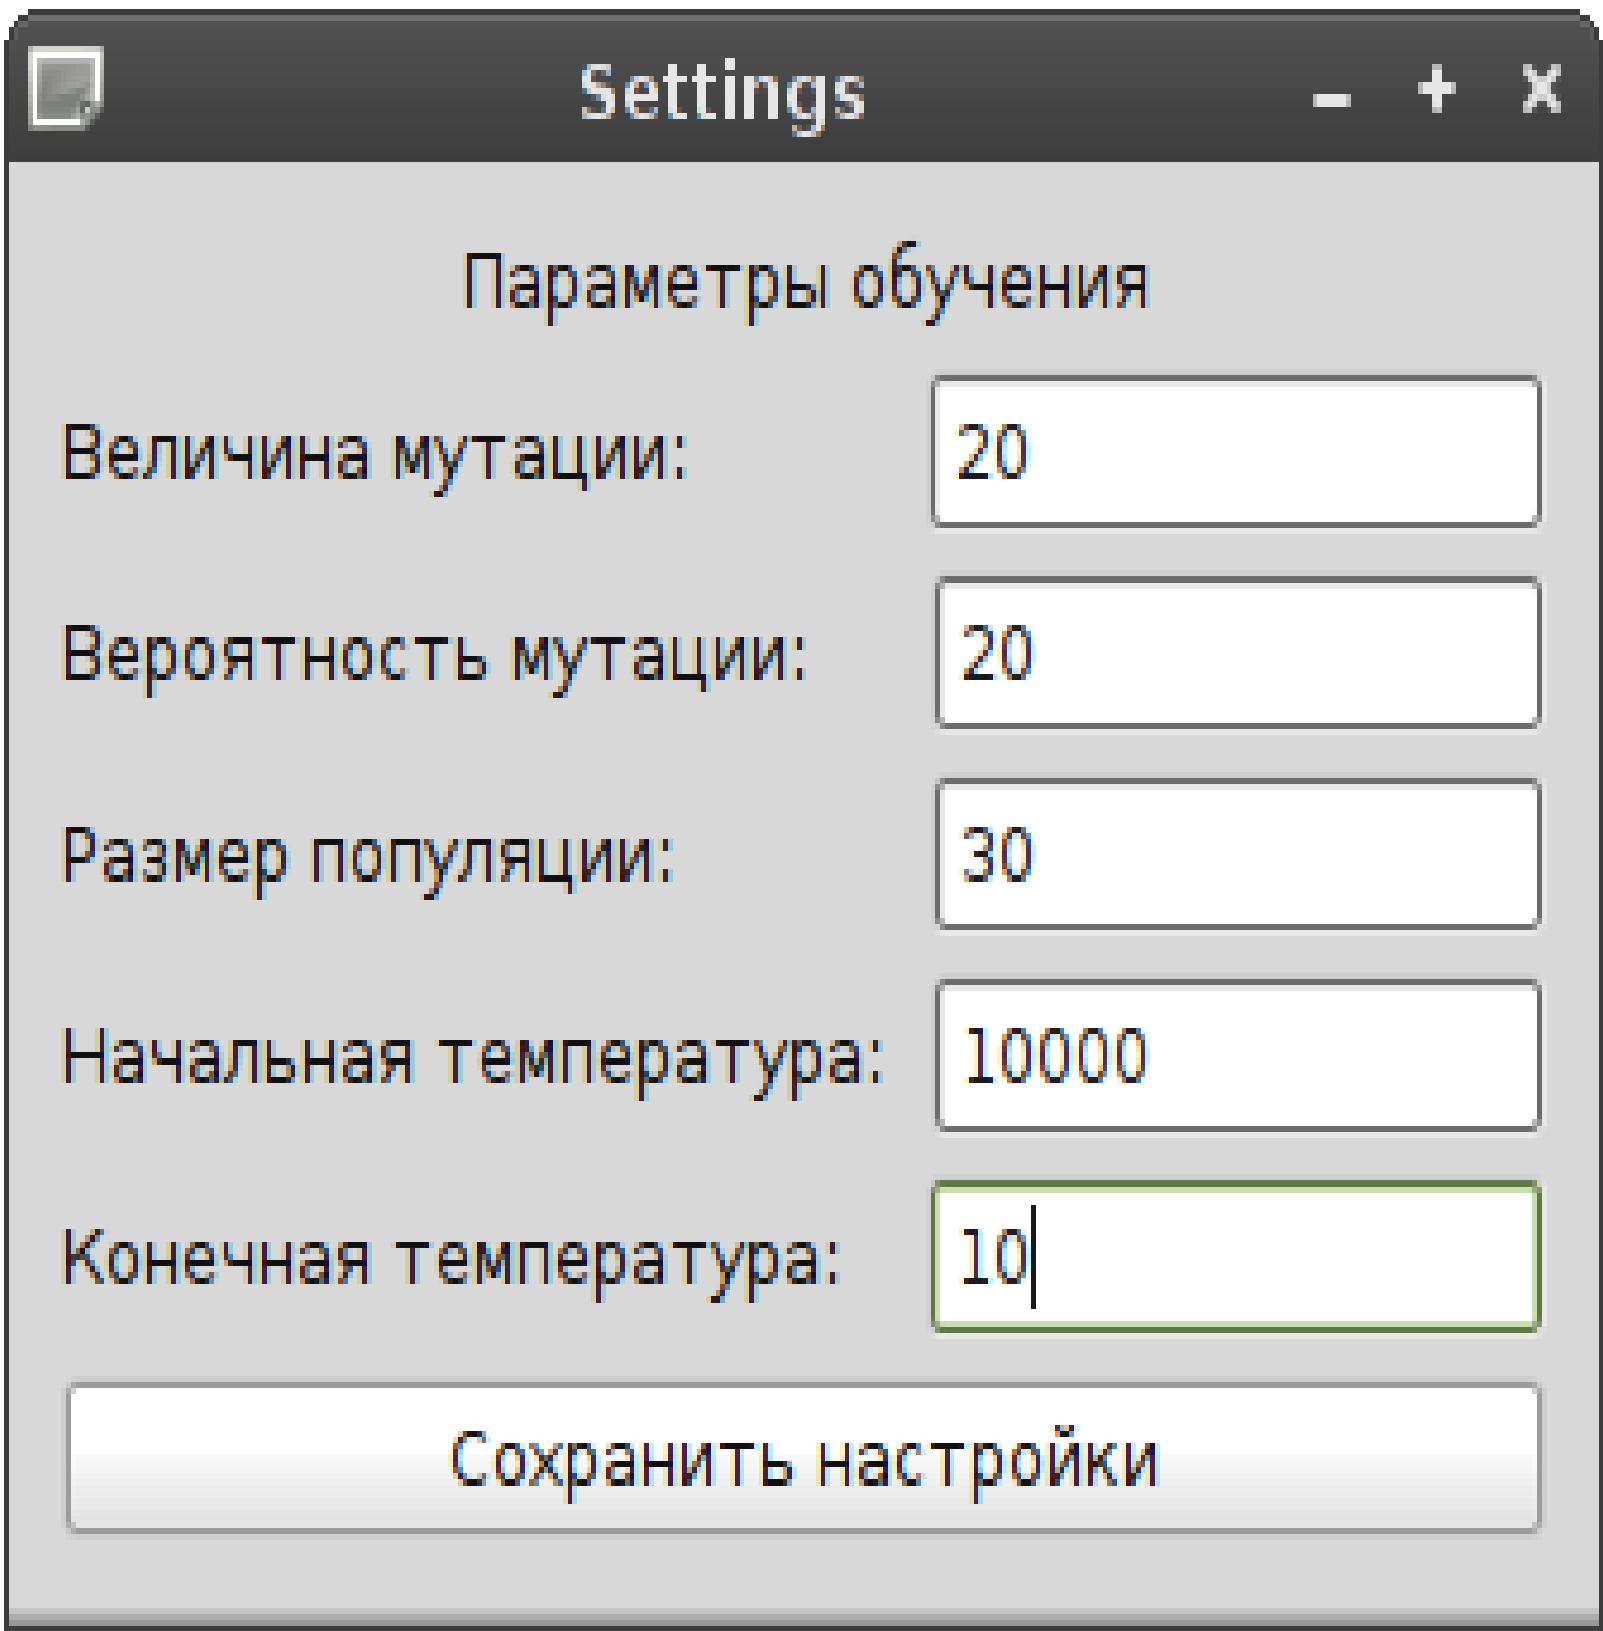 Settings
Параметры обучения
Величина мутации: 20
Вероятность мутации: 20
Размер популяции: 30
Начальная температура: 10000
Конечная температура: 10
Сохранить настройки